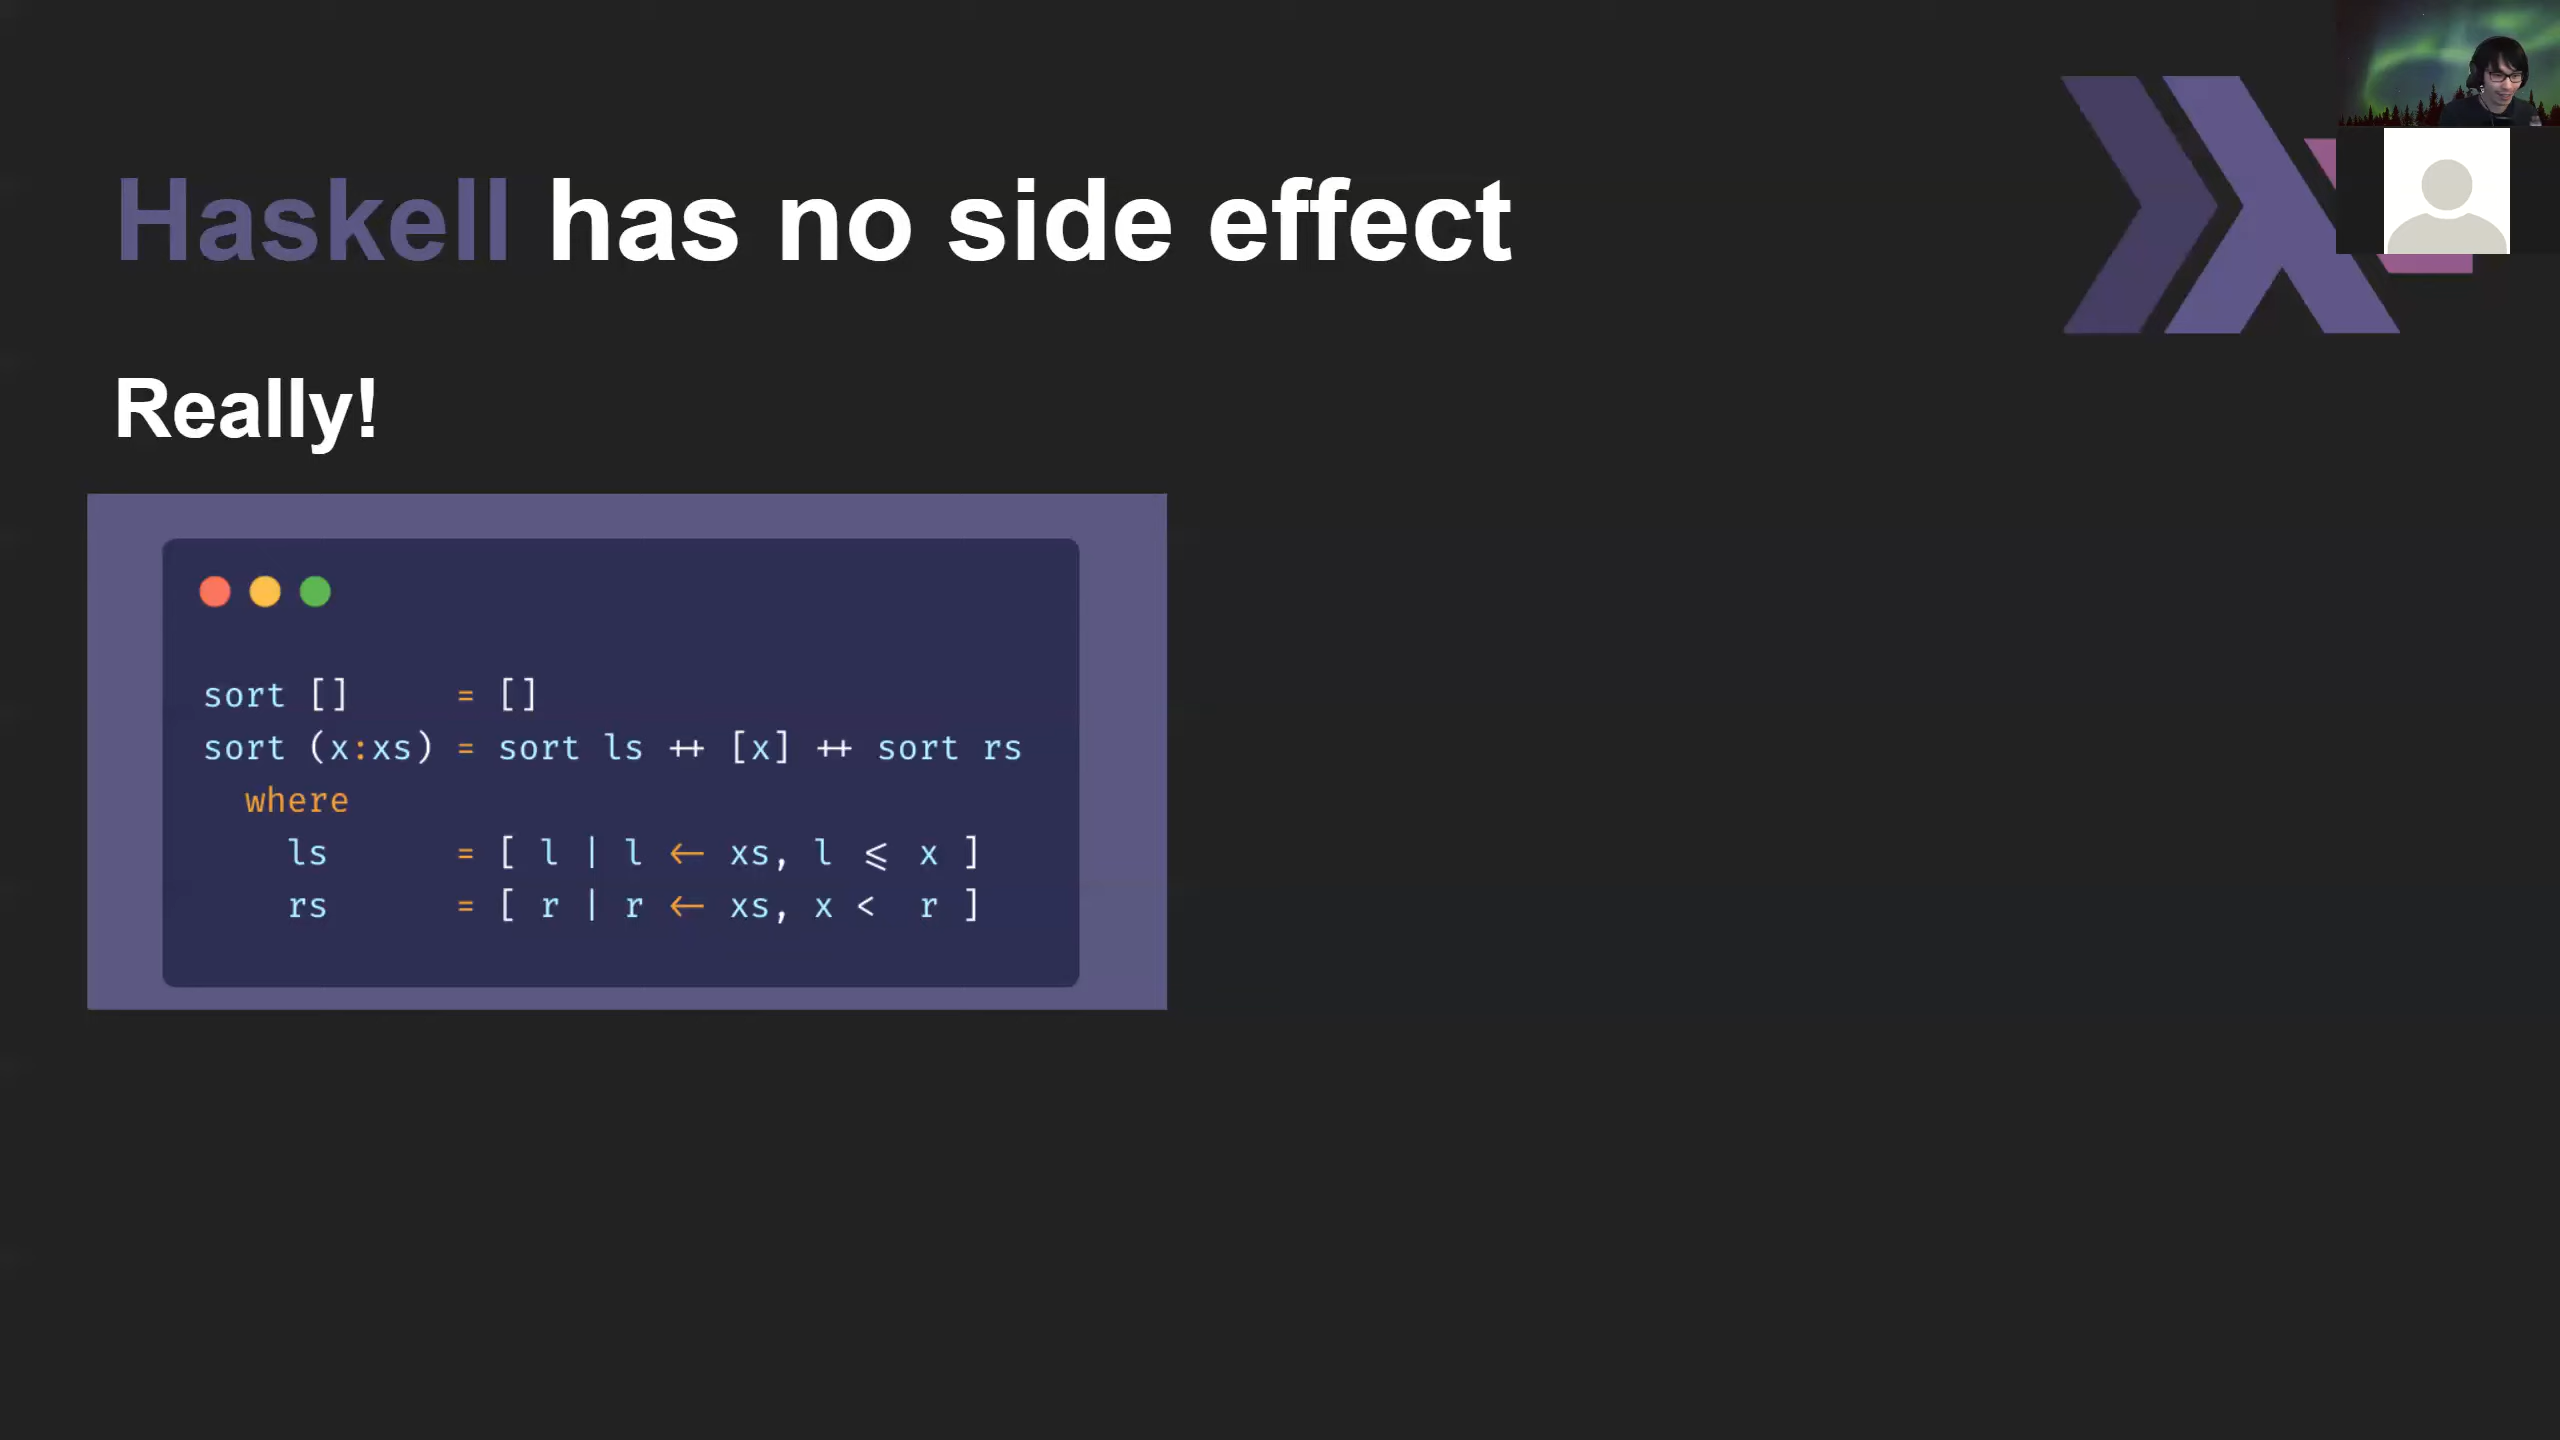 Haskell has no side effect
Really!
sort []     = []
sort (x:xs) = sort ls ++ [x] ++ sort rs
  where
    ls      = [ l | l ← xs, l ⩽ x ]
    rs      = [ r | r ← xs, x <  r ]